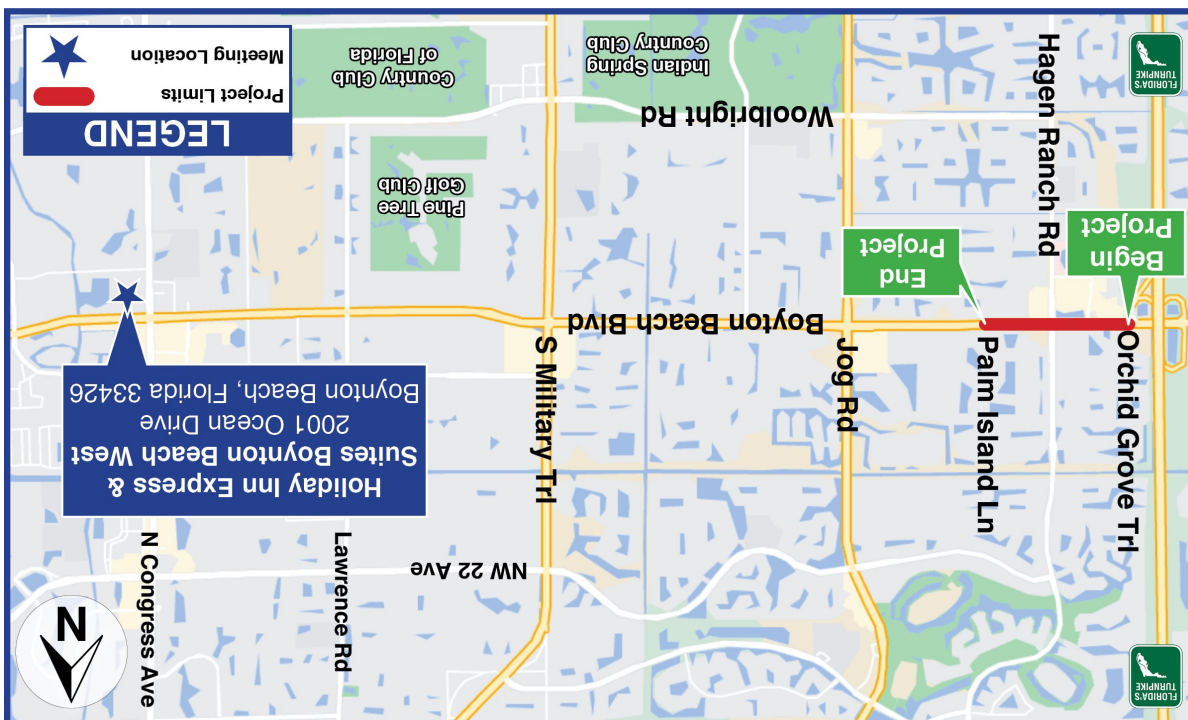 FLORIDA'S
TURNPIKE
N
N Congress Ave
Lawrence Rd
NW 22 Ave
Orchid Grove Trl
Palm Island Ln
Jog Rd
S Military Trl
Holiday Inn Express &
Suites Boynton Beach West
2001 Ocean Drive
Boynton Beach, Florida 33426
Boyton Beach Blvd
Begin
Project
End
Project
Hagen Ranch Rd
Pine Tree
Golf Club
Woolbright Rd
Indian Spring
Country Club
Country Club
of Florida
FLORIDA'S
TURNPIKE
LEGEND
Project Limits
Meeting Location